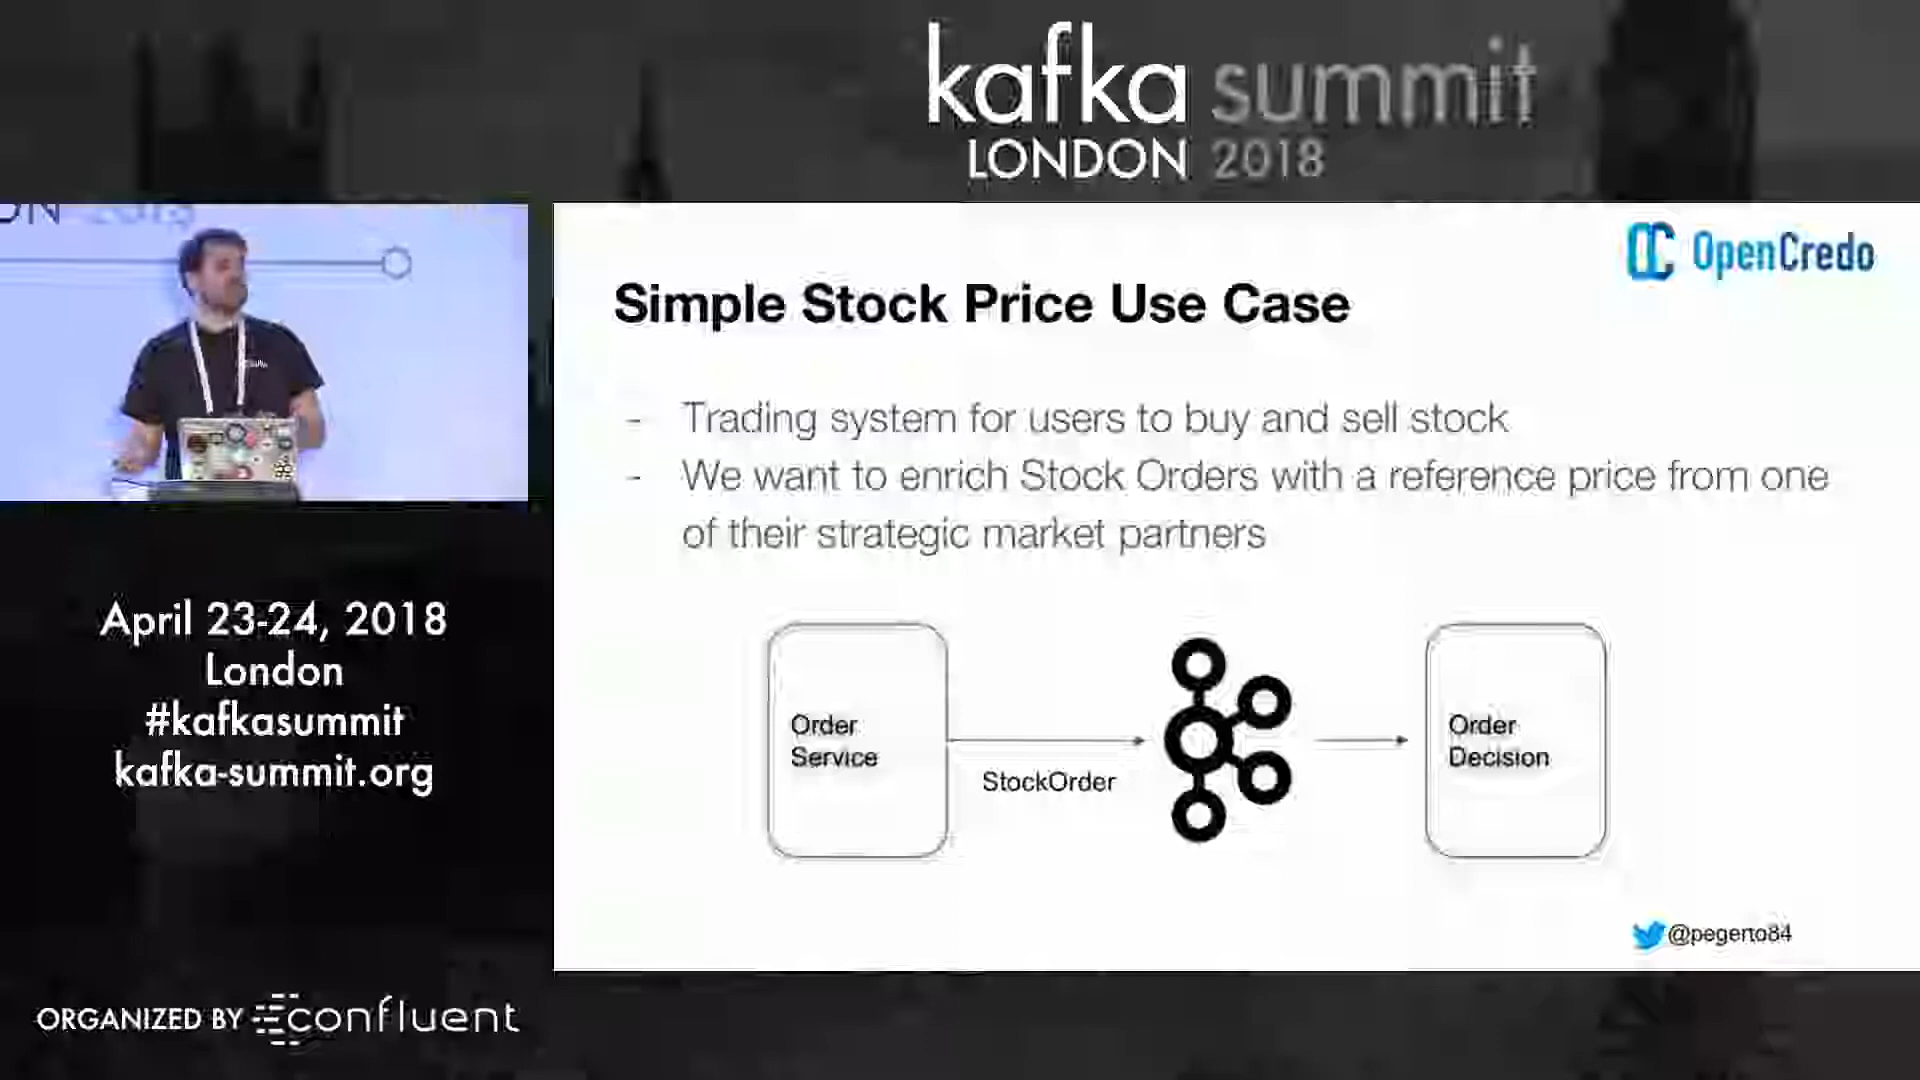 kafka summit
LONDON 2018
OpenCredo
Simple Stock Price Use Case
- Trading system for users to buy and sell stock
- We want to enrich Stock Orders with a reference price from one
of their strategic market partners
Order
Service
StockOrder
Order
Decision
@pegerto84
April 23-24, 2018
London
#kafkasummit
kafka-summit.org
ORGANIZED BY confluent